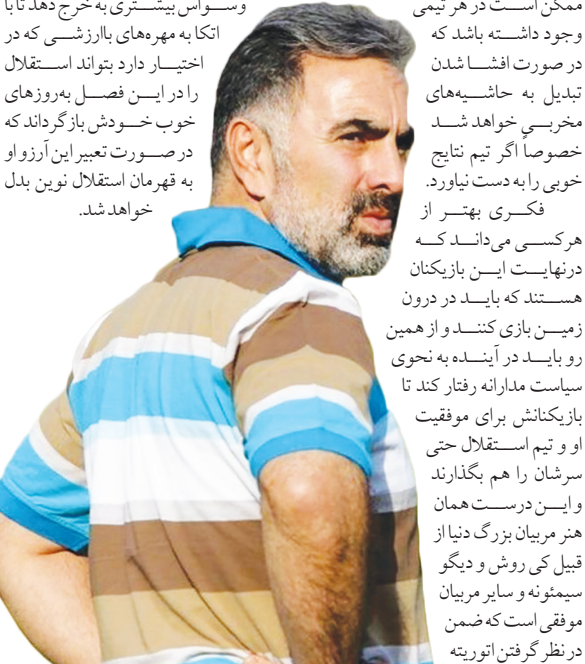 ممکن است در هر تیمی
وجود داشته باشد که
در صورت افشا شدن
تبدیل به حاشیه‌های
مخربی خواهد شد
خصوصاً اگر تیم نتایج
خوبی را به دست نیاورد.
فکری بهتر از
هرکسی می‌داند که
درنهایت این بازیکنان
هستند که باید در درون
زمین بازی کنند و از همین
رو باید در آینده به نحوی
سیاست مدارانه رفتار کند تا
بازیکنانش برای موفقیت
او و تیم استقلال حتی
سرشان را هم بگذارند
و این درست همان
هنر مربیان بزرگ دنیا از
قبیل کی روش و دیگو
سیمئونه و سایر مربیان
موفقی است که ضمن
در نظر گرفتن اتوریته
وسواس بیشتری به خرج دهد تا با
اتکا به مهره‌های باارزشی که در
اختیار دارد بتواند استقلال
را در این فصل به‌روزهای
خوب خودش بازگرداند که
در صورت تعبیر این آرزو او
به قهرمان استقلال نوین بدل
خواهد شد.